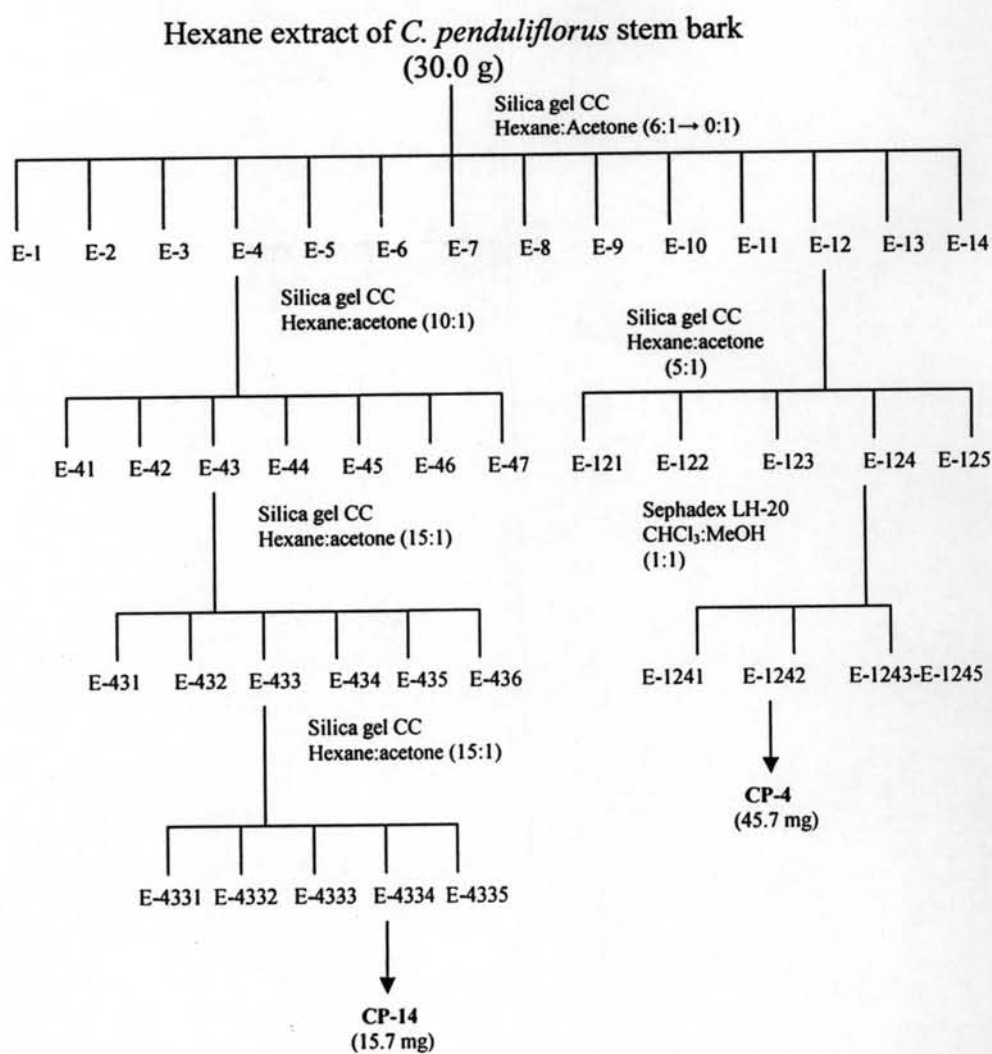 Hexane extract of C. penduliflorus stem bark
(30.0 g)
Silica gel CC
Hexane:Acetone (6:1→ 0:1)
E-1 E-2 E-3 E-4 E-5 E-6 E-7 E-8 E-9 E-10 E-11 E-12 E-13 E-14
Silica gel CC
Hexane:acetone (10:1)
Silica gel CC
Hexane:acetone
(5:1)
E-41 E-42 E-43 E-44 E-45 E-46 E-47
E-121 E-122 E-123 E-124 E-125
Silica gel CC
Hexane:acetone (15:1)
Sephadex LH-20
CHCl₃:MeOH
(1:1)
E-431 E-432 E-433 E-434 E-435 E-436
E-1241 E-1242 E-1243-E-1245
Silica gel CC
Hexane:acetone (15:1)
CP-4
(45.7 mg)
E-4331 E-4332 E-4333 E-4334 E-4335
CP-14
(15.7 mg)